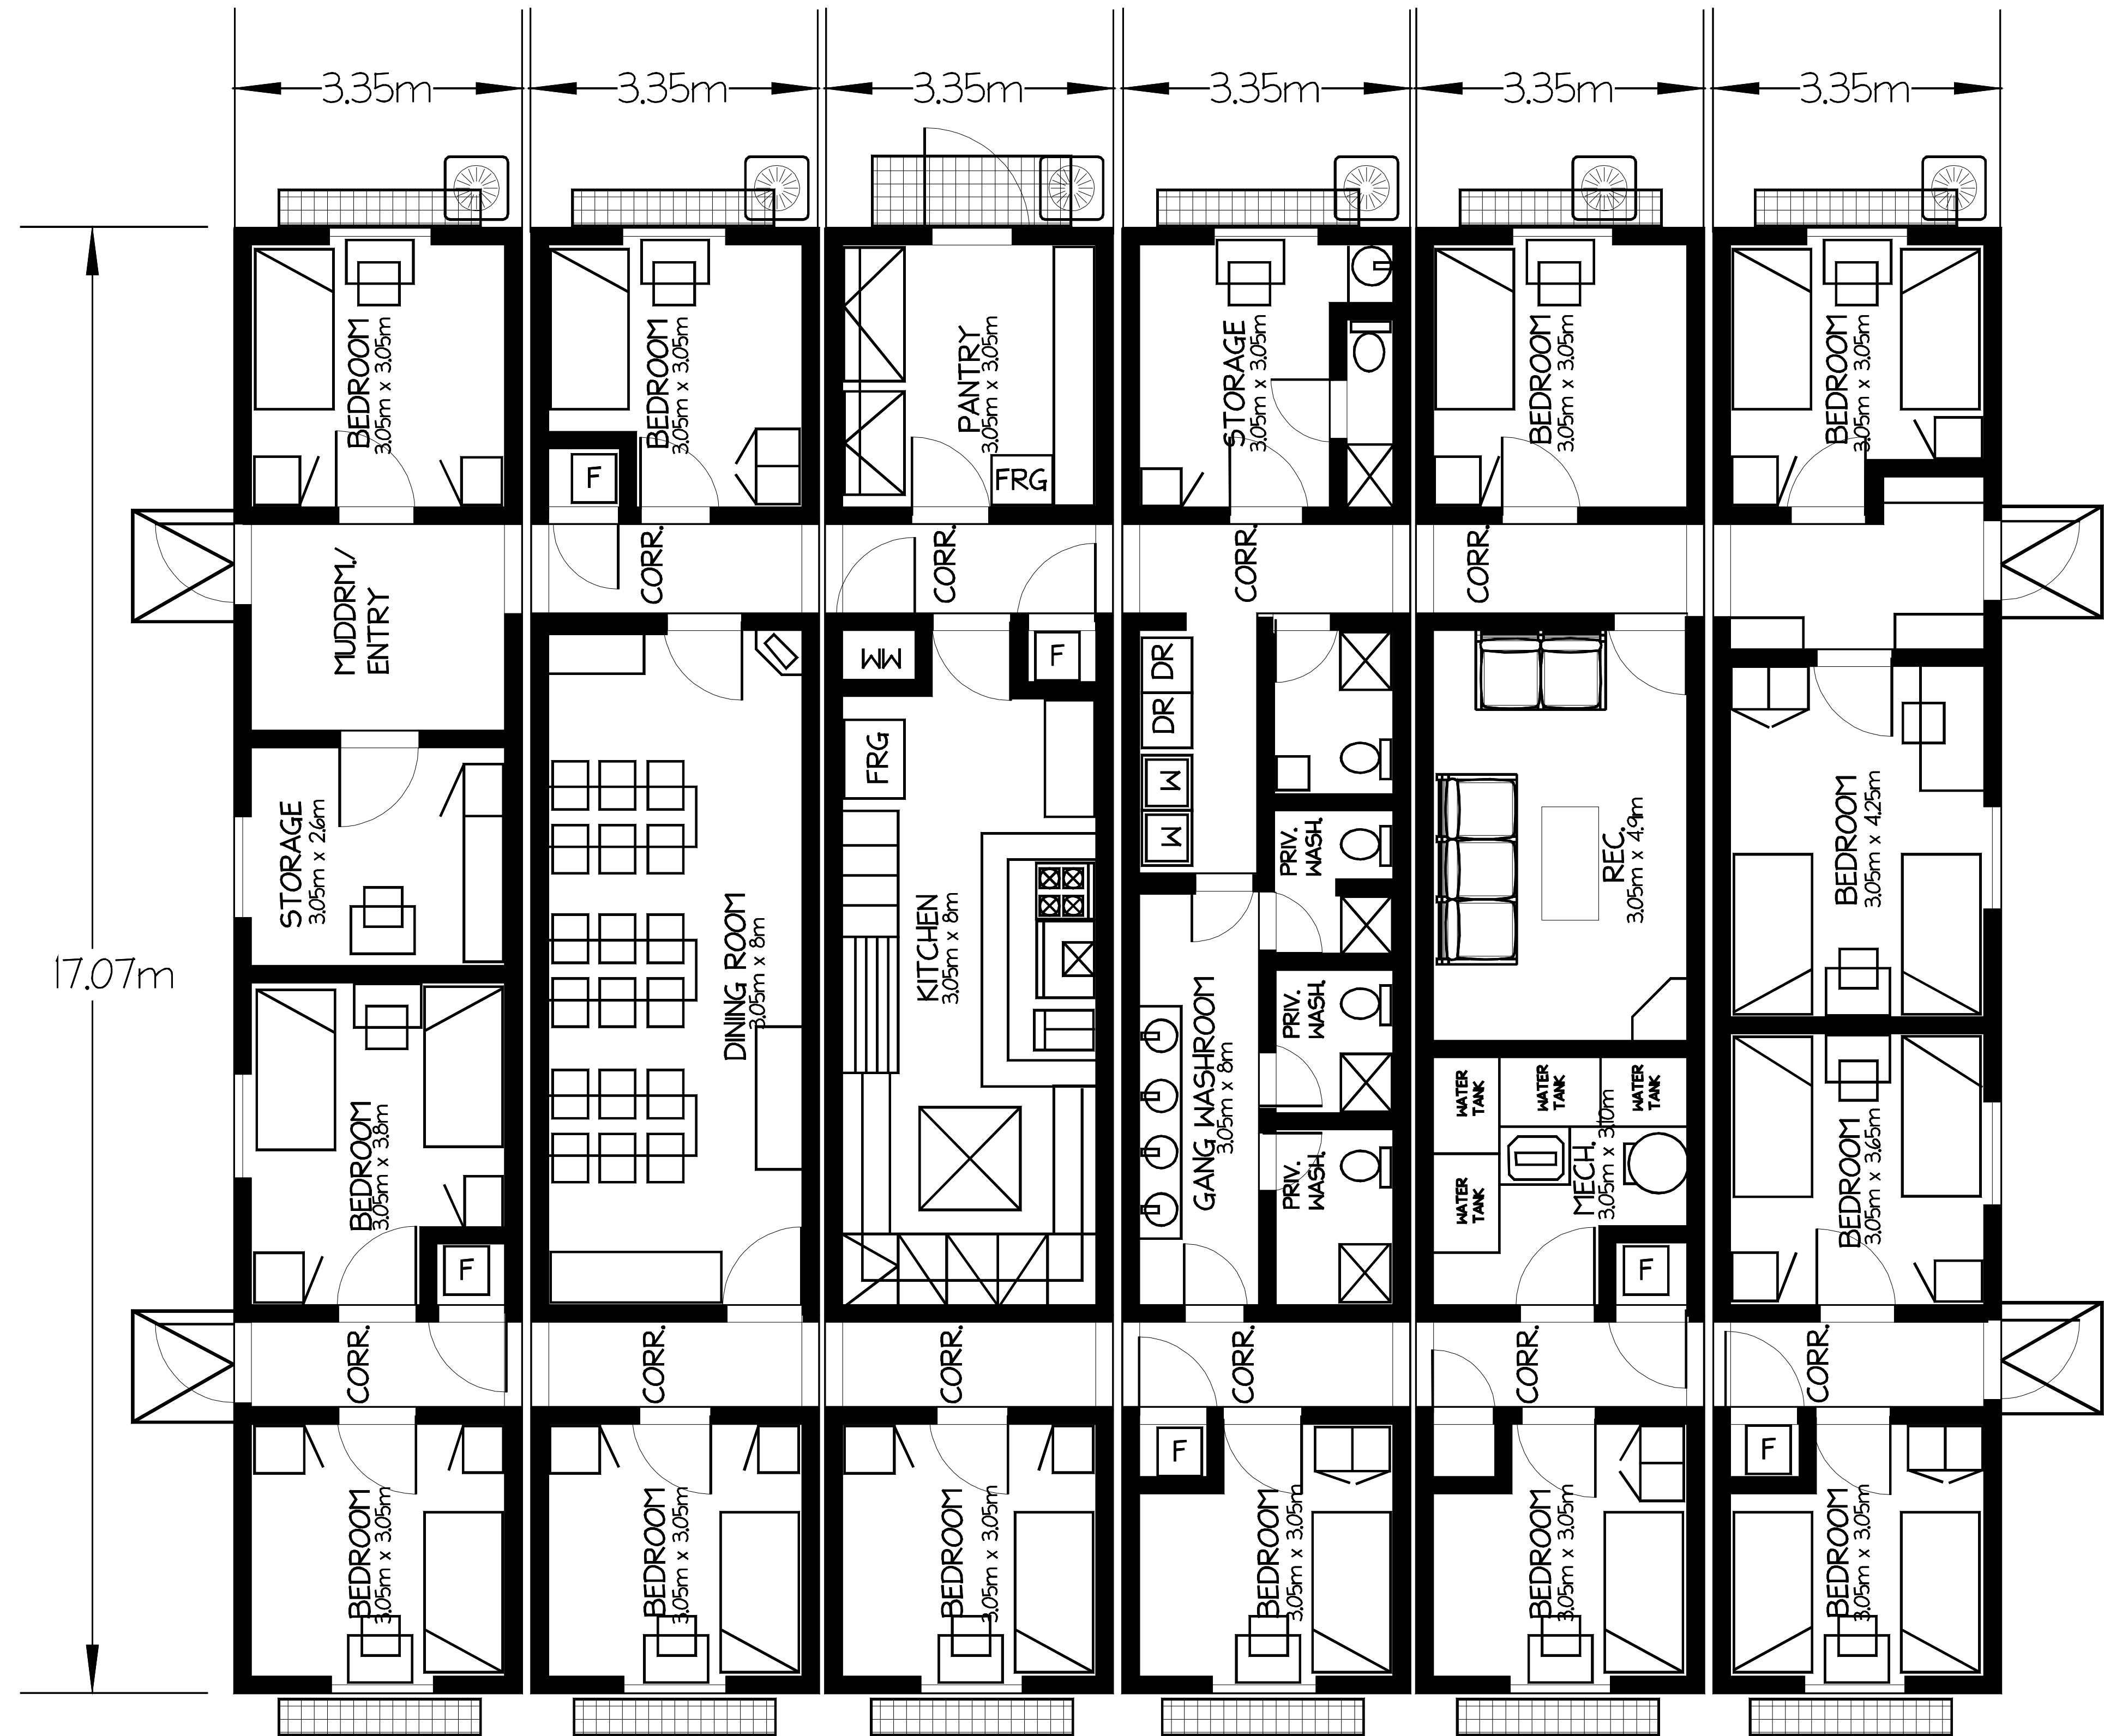 3.35m
3.35m
3.35m
3.35m
3.35m
3.35m
17.07m
BEDROOM
3.05m x 3.05m
MUDDRM./
ENTRY
STORAGE
3.05m x 2.6m
BEDROOM
3.05m x 3.8m
F
CORR.
BEDROOM
3.05m x 3.05m
BEDROOM
3.05m x 3.05m
F
CORR.
DINING ROOM
3.05m x 8m
CORR.
BEDROOM
3.05m x 3.05m
PANTRY
3.05m x 3.05m
FRG
CORR.
WW
F
FRG
KITCHEN
3.05m x 8m
CORR.
BEDROOM
3.05m x 3.05m
STORAGE
3.05m x 3.05m
CORR.
DR
DR
W
W
PRIV.
WASH.
PRIV.
WASH.
PRIV.
WASH.
GANG WASHROOM
3.05m x 8m
CORR.
F
BEDROOM
3.05m x 3.05m
BEDROOM
3.05m x 3.05m
CORR.
REC.
3.05m x 4.9m
WATER
TANK
WATER
TANK
WATER
TANK
WATER
TANK
MECH.
3.05m x 3.10m
F
CORR.
BEDROOM
3.05m x 3.05m
BEDROOM
3.05m x 3.05m
BEDROOM
3.05m x 4.25m
BEDROOM
3.05m x 3.65m
CORR.
F
BEDROOM
3.05m x 3.05m